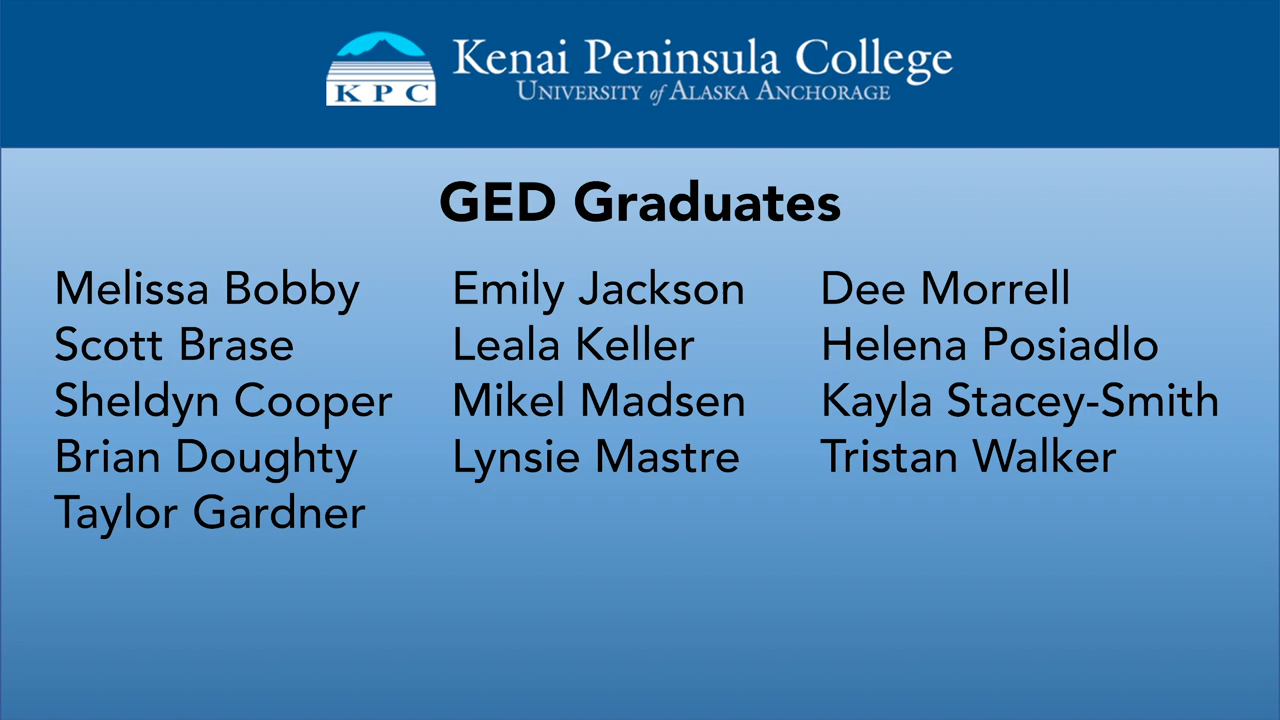 KPC
Kenai Peninsula College
University of Alaska Anchorage
GED Graduates
Melissa Bobby
Scott Brase
Sheldyn Cooper
Brian Doughty
Taylor Gardner
Emily Jackson
Leala Keller
Mikel Madsen
Lynsie Mastre
Dee Morrell
Helena Posiadlo
Kayla Stacey-Smith
Tristan Walker